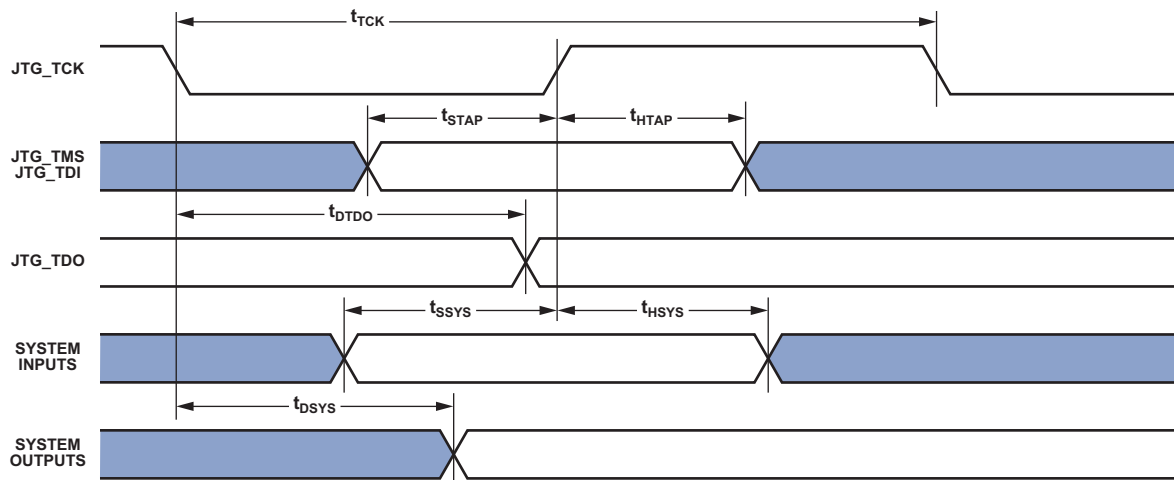 tTCK
JTG_TCK
tSTAP
tHTAP
JTG_TMS
JTG_TDI
tDTDO
JTG_TDO
tSSYS
tHSYS
SYSTEM
INPUTS
tDSYS
SYSTEM
OUTPUTS